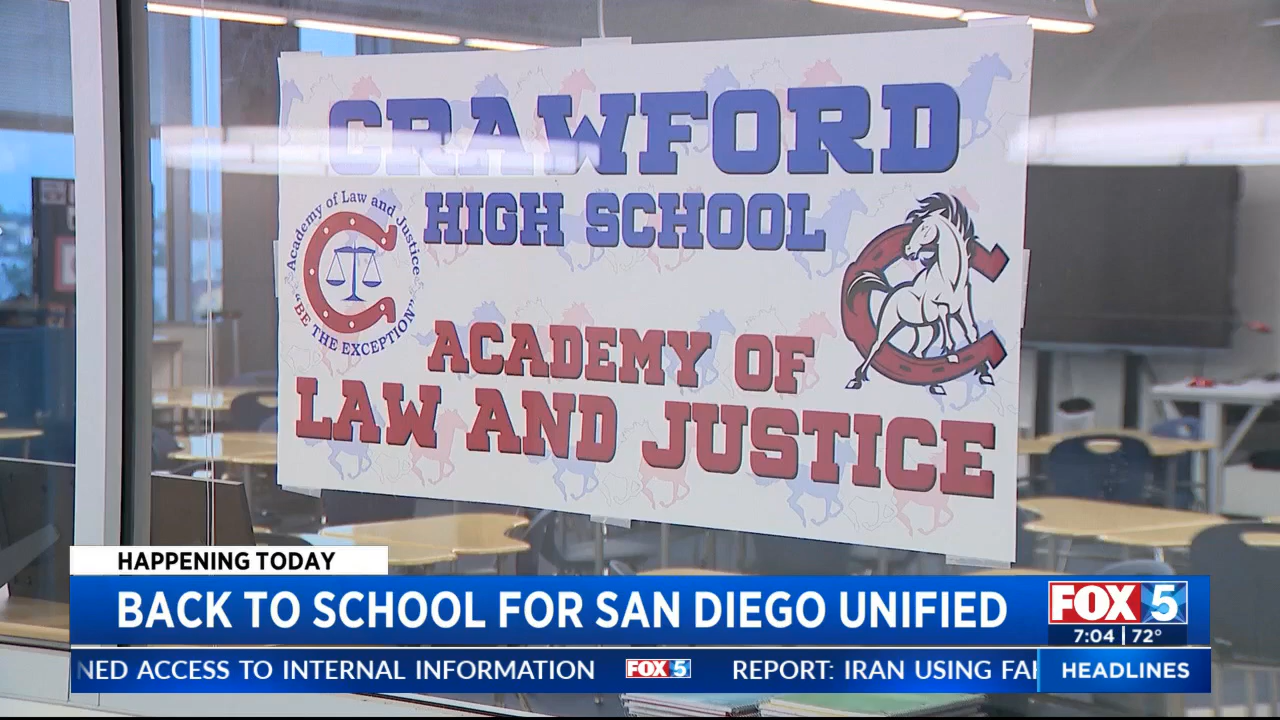 CRAWFORD
HIGH SCHOOL
Academy of Law and Justice
"BE THE EXCEPTION"
ACADEMY OF
LAW AND JUSTICE
HAPPENING TODAY
BACK TO SCHOOL FOR SAN DIEGO UNIFIED
FOX 5
7:04 | 72°
NED ACCESS TO INTERNAL INFORMATION FOX 5 REPORT: IRAN USING
HEADLINES